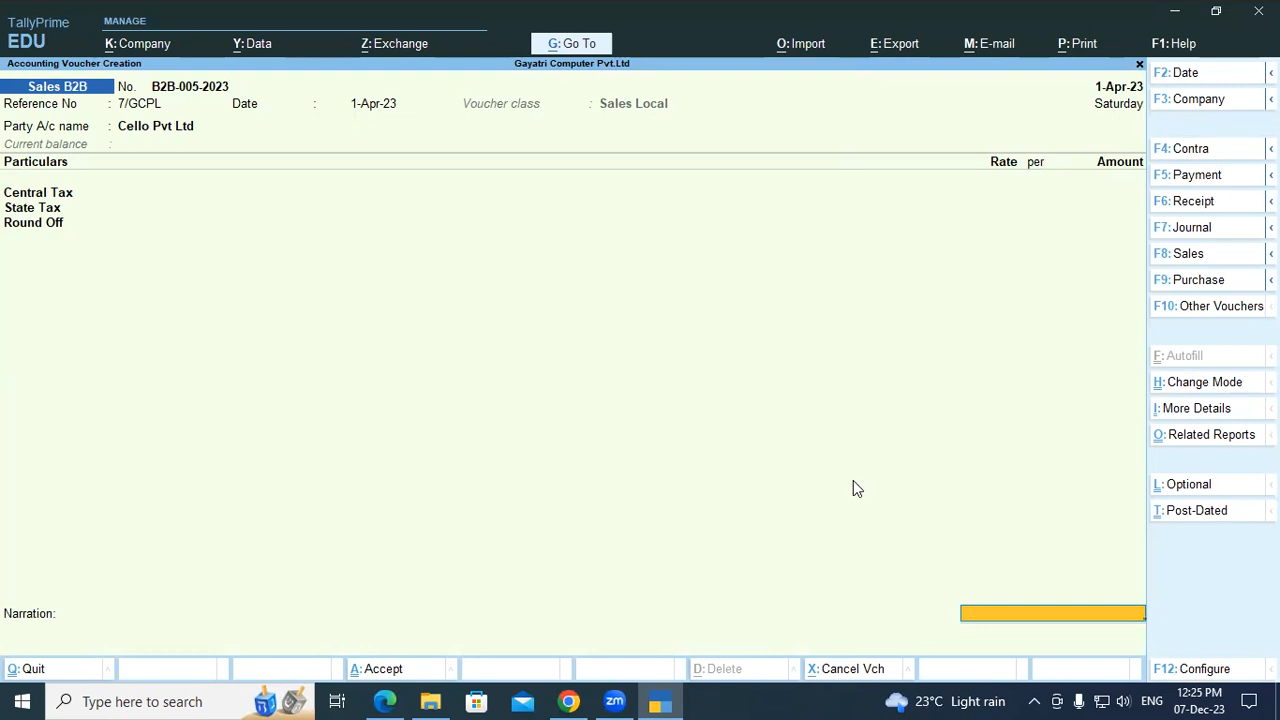 TallyPrime
EDU
MANAGE
K: Company
Y: Data
Z: Exchange
G: Go To
O: Import
E: Export
M: E-mail
P: Print
F1: Help
Accounting Voucher Creation
Gayatri Computer Pvt.Ltd
Sales B2B
No. B2B-005-2023
1-Apr-23
Reference No : 7/GCPL
Date : 1-Apr-23
Voucher class : Sales Local
Saturday
Party A/c name : Cello Pvt Ltd
Current balance :
Particulars
Rate per
Amount
Central Tax
State Tax
Round Off
Narration:
F2: Date
F3: Company
F4: Contra
F5: Payment
F6: Receipt
F7: Journal
F8: Sales
F9: Purchase
F10: Other Vouchers
F: Autofill
H: Change Mode
I: More Details
O: Related Reports
L: Optional
T: Post-Dated
Q: Quit
A: Accept
D: Delete
X: Cancel Vch
F12: Configure
Type here to search
zm
23°C Light rain
ENG
12:25 PM
07-Dec-23